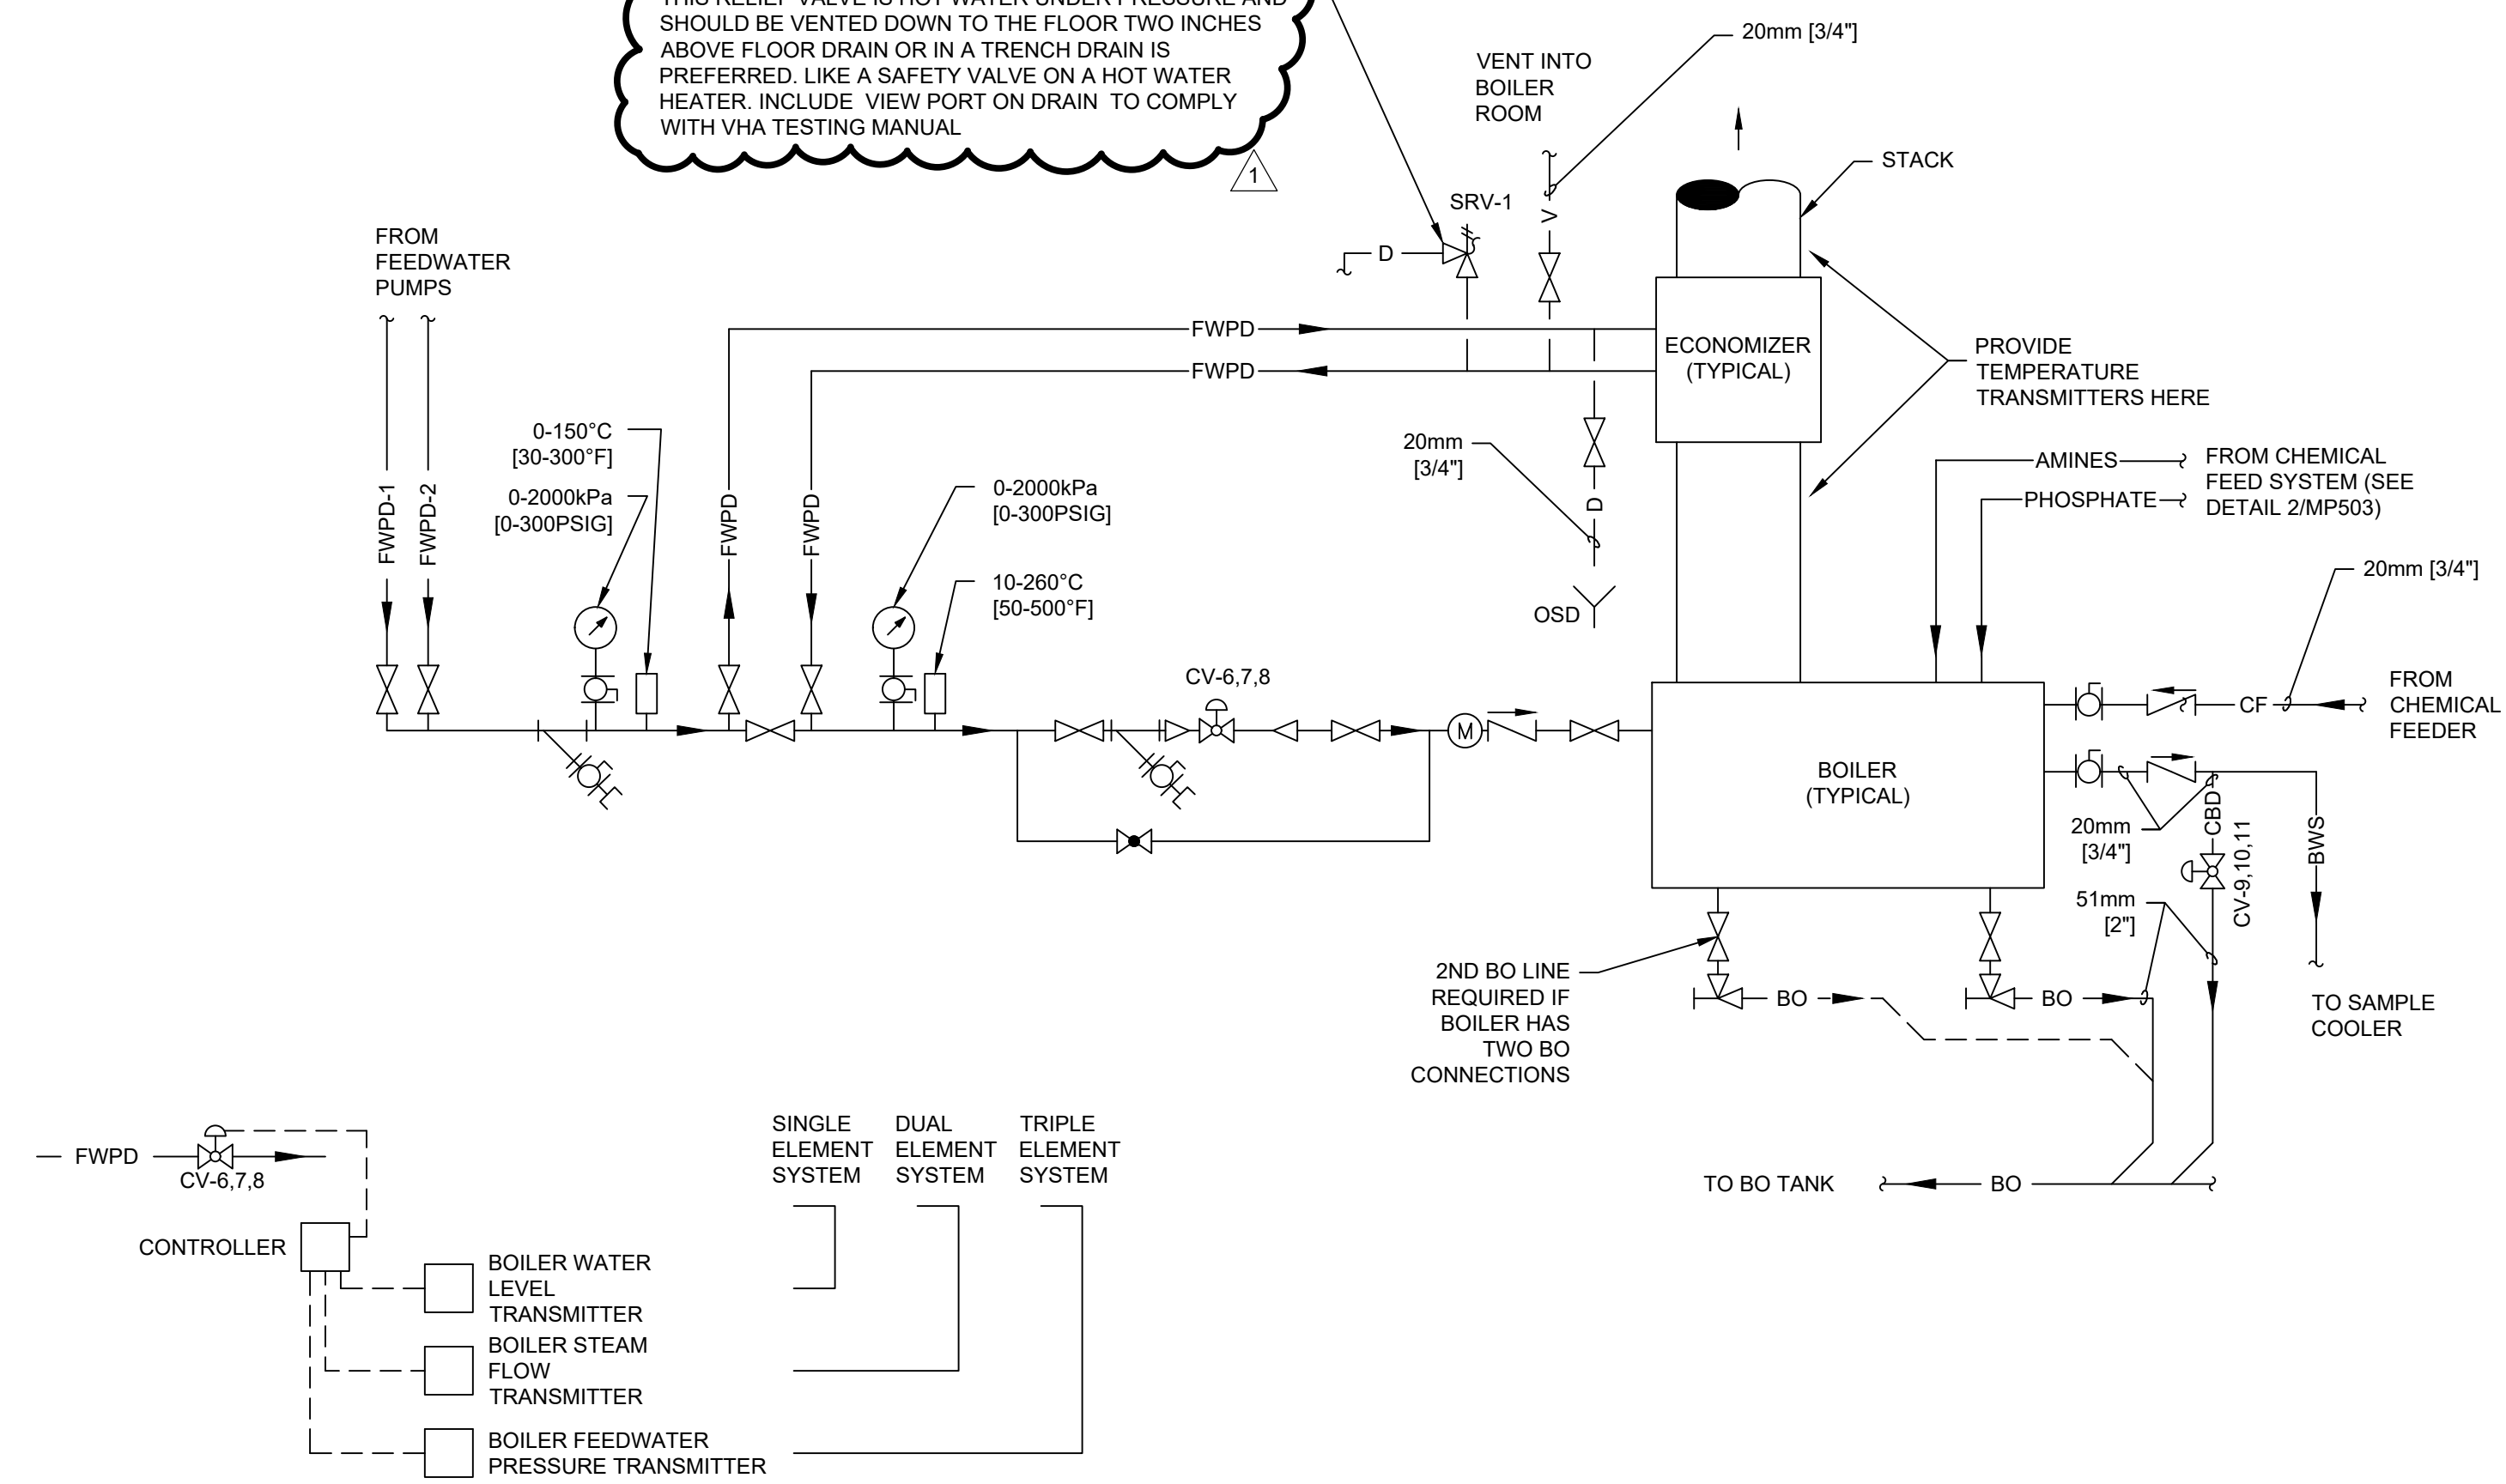 THIS RELIEF VALVE IS HOT WATER UNDER PRESSURE AND
SHOULD BE VENTED DOWN TO THE FLOOR TWO INCHES
ABOVE FLOOR DRAIN OR IN A TRENCH DRAIN IS
PREFERRED. LIKE A SAFETY VALVE ON A HOT WATER
HEATER. INCLUDE VIEW PORT ON DRAIN TO COMPLY
WITH VHA TESTING MANUAL
1
20mm [3/4"]
VENT INTO
BOILER
ROOM
STACK
SRV-1
V
D
FROM
FEEDWATER
PUMPS
FWPD
FWPD
ECONOMIZER
(TYPICAL)
PROVIDE
TEMPERATURE
TRANSMITTERS HERE
0-150°C
[30-300°F]
0-2000kPa
[0-300PSIG]
FWPD-1
FWPD-2
FWPD
FWPD
0-2000kPa
[0-300PSIG]
10-260°C
[50-500°F]
20mm
[3/4"]
D
OSD
AMINES
PHOSPHATE
FROM CHEMICAL
FEED SYSTEM (SEE
DETAIL 2/MP503)
20mm [3/4"]
CV-6,7,8
M
BOILER
(TYPICAL)
CF
FROM
CHEMICAL
FEEDER
20mm
[3/4"]
CBD
CV-9,10,11
BWS
51mm
[2"]
2ND BO LINE
REQUIRED IF
BOILER HAS
TWO BO
CONNECTIONS
BO
BO
TO SAMPLE
COOLER
TO BO TANK
BO
FWPD
CV-6,7,8
CONTROLLER
SINGLE
ELEMENT
SYSTEM
DUAL
ELEMENT
SYSTEM
TRIPLE
ELEMENT
SYSTEM
BOILER WATER
LEVEL
TRANSMITTER
BOILER STEAM
FLOW
TRANSMITTER
BOILER FEEDWATER
PRESSURE TRANSMITTER